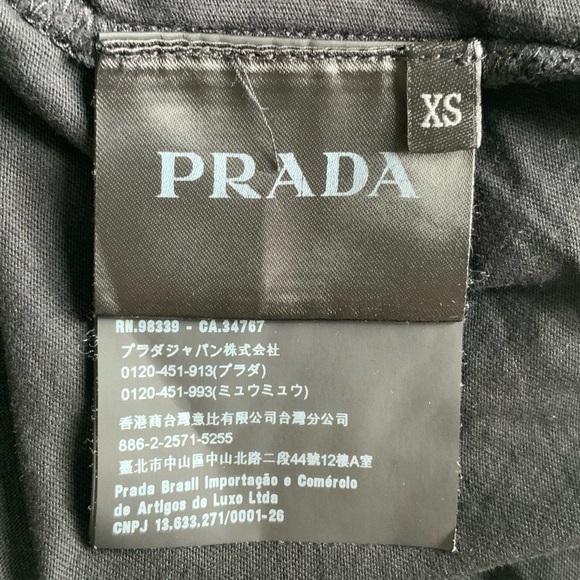 PRADA
XS
RN.98339 - CA.34767
プラダジャパン株式会社
0120-451-913(プラダ)
0120-451-993(ミュウミュウ)
香港商台灣意比有限公司台灣分公司
886-2-2571-5255
臺北市中山區中山北路二段44號12樓A室
Prada Brasil Importação e Comércio
de Artigos de Luxo Ltda
CNPJ 13.633.271/0001-26